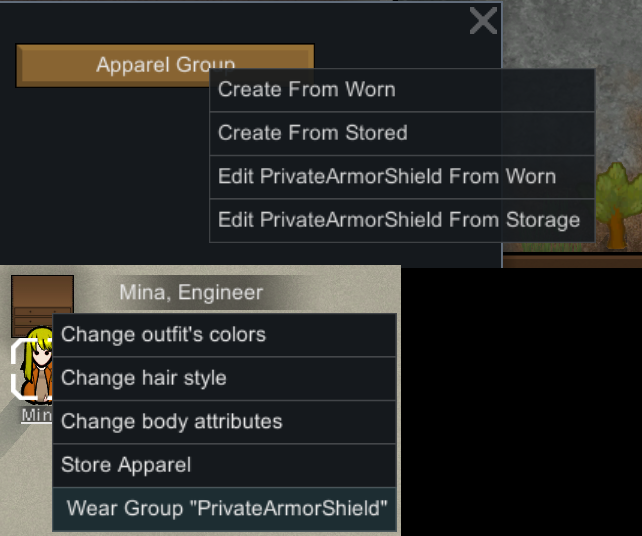 Apparel Group
Create From Worn
Create From Stored
Edit PrivateArmorShield From Worn
Edit PrivateArmorShield From Storage
Mina, Engineer
Change outfit's colors
Change hair style
Change body attributes
Min
Store Apparel
Wear Group "PrivateArmorShield"